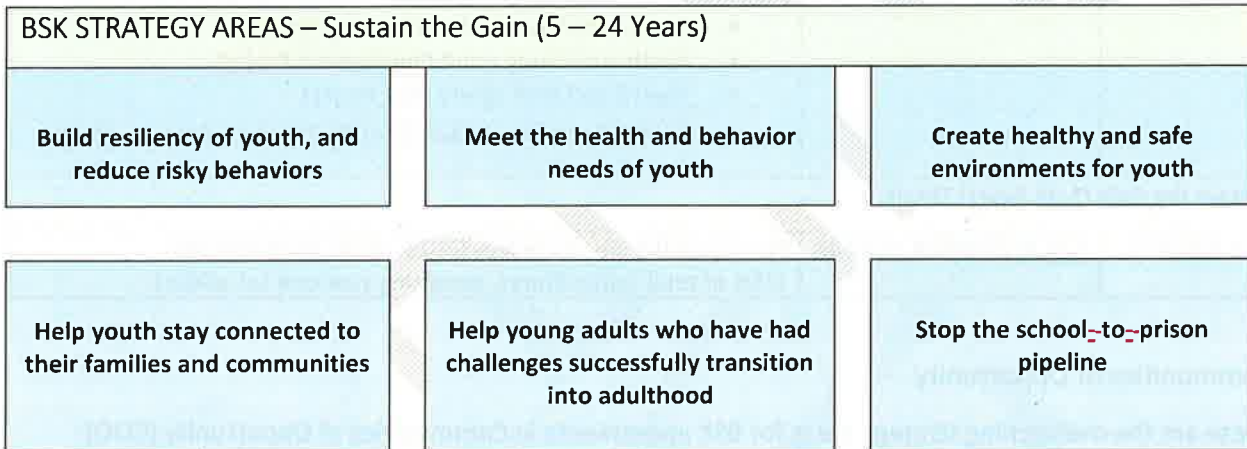 BSK STRATEGY AREAS – Sustain the Gain (5 – 24 Years)
Build resiliency of youth, and
reduce risky behaviors
Meet the health and behavior
needs of youth
Create healthy and safe
environments for youth
Help youth stay connected to
their families and communities
Help young adults who have had
challenges successfully transition
into adulthood
Stop the school-to-prison
pipeline